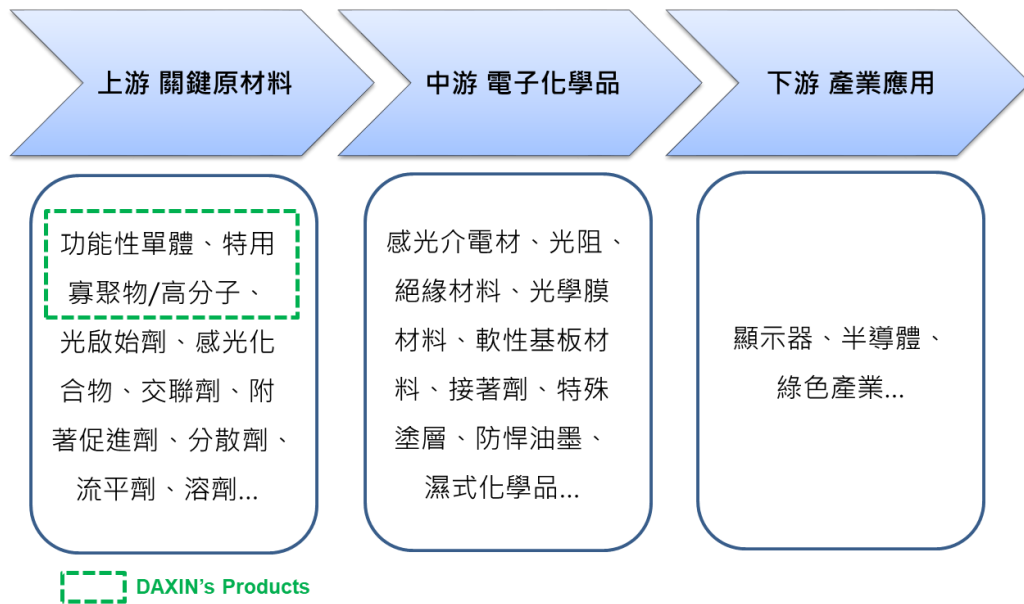 上游 關鍵原材料
中游 電子化學品
下游 產業應用
功能性單體、特用
寡聚物/高分子、
光啟始劑、感光化
合物、交聯劑、附
著促進劑、分散劑、
流平劑、溶劑...
感光介電材、光阻、
絕緣材料、光學膜
材料、軟性基板材
料、接著劑、特殊
塗層、防悍油墨、
濕式化學品...
顯示器、半導體、
綠色產業...
DAXIN's Products